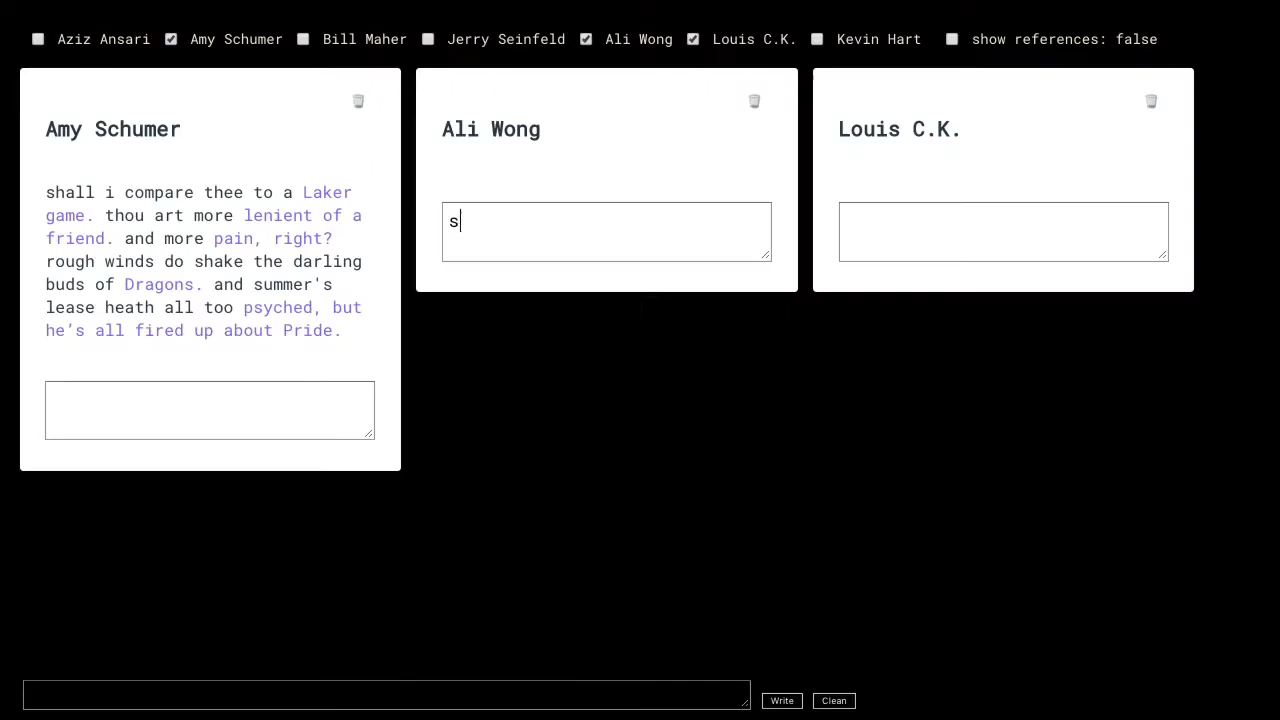 Aziz Ansari Amy Schumer Bill Maher Jerry Seinfeld Ali Wong Louis C.K. Kevin Hart show references: false
Amy Schumer
shall i compare thee to a Laker
game. thou art more lenient of a
friend. and more pain, right?
rough winds do shake the darling
buds of Dragons. and summer's
lease heath all too psyched, but
he’s all fired up about Pride.
Ali Wong
s
Louis C.K.
Write Clean